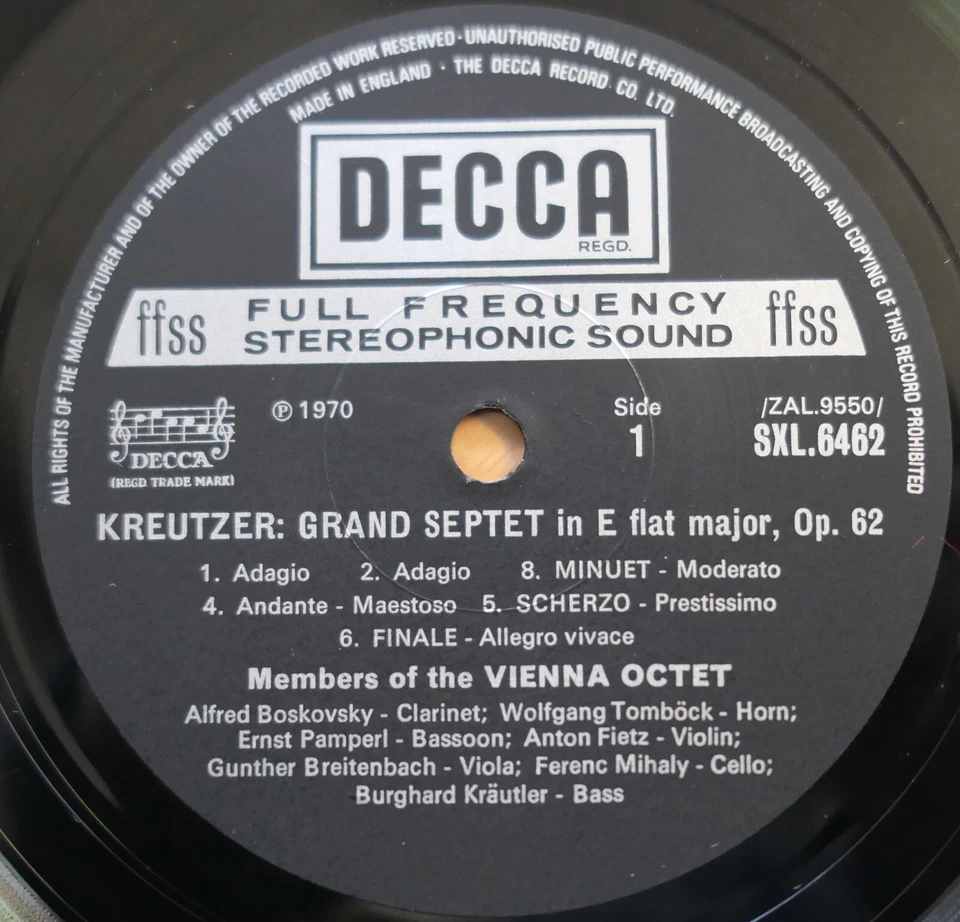 ALL RIGHTS OF THE MANUFACTURER AND OF THE OWNER OF THE RECORDED WORK RESERVED · UNAUTHORISED PUBLIC PERFORMANCE BROADCASTING AND COPYING OF THIS RECORD PROHIBITED
MADE IN ENGLAND · THE DECCA RECORD CO. LTD.
DECCA
REGD.
ffss FULL FREQUENCY ffss
STEREOPHONIC SOUND
DECCA
(REGD. TRADE MARK)
℗ 1970
Side
1
/ZAL.9550/
SXL.6462
KREUTZER: GRAND SEPTET in E flat major, Op. 62
1. Adagio 2. Adagio 8. MINUET - Moderato
4. Andante - Maestoso 5. SCHERZO - Prestissimo
6. FINALE - Allegro vivace
Members of the VIENNA OCTET
Alfred Boskovsky - Clarinet; Wolfgang Tomböck - Horn;
Ernst Pamperl - Bassoon; Anton Fietz - Violin;
Gunther Breitenbach - Viola; Ferenc Mihaly - Cello;
Burghard Kräutler - Bass